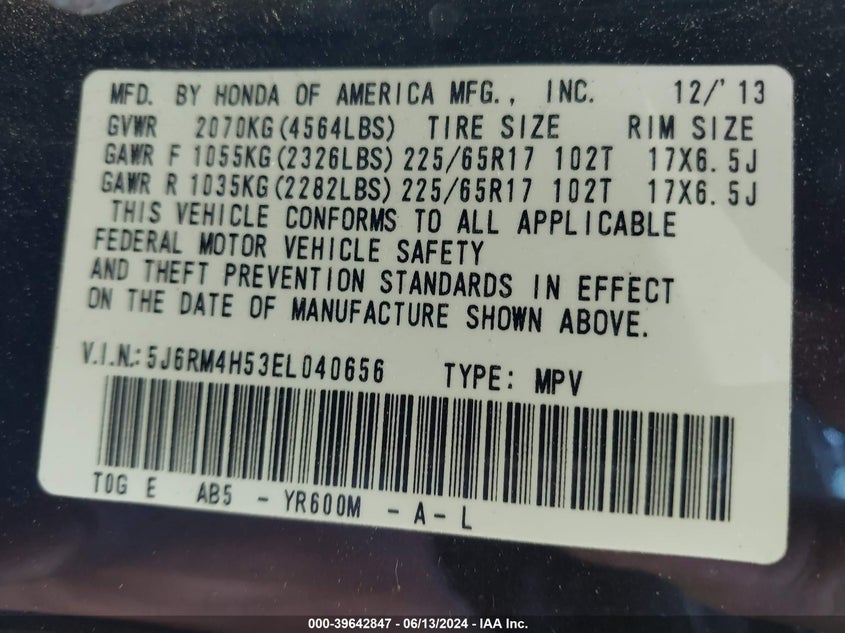 MFD. BY HONDA OF AMERICA MFG., INC. 12/'13
GVWR 2070KG(4564LBS) TIRE SIZE RIM SIZE
GAWR F 1055KG(2326LBS) 225/65R17 102T 17X6.5J
GAWR R 1035KG(2282LBS) 225/65R17 102T 17X6.5J
THIS VEHICLE CONFORMS TO ALL APPLICABLE
FEDERAL MOTOR VEHICLE SAFETY
AND THEFT PREVENTION STANDARDS IN EFFECT
ON THE DATE OF MANUFACTURE SHOWN ABOVE.
V.I.N.: 5J6RM4H53EL040656 TYPE: MPV
T0G E AB5 - YR600M - A - L
000-39642847 - 06/13/2024 - IAA Inc.